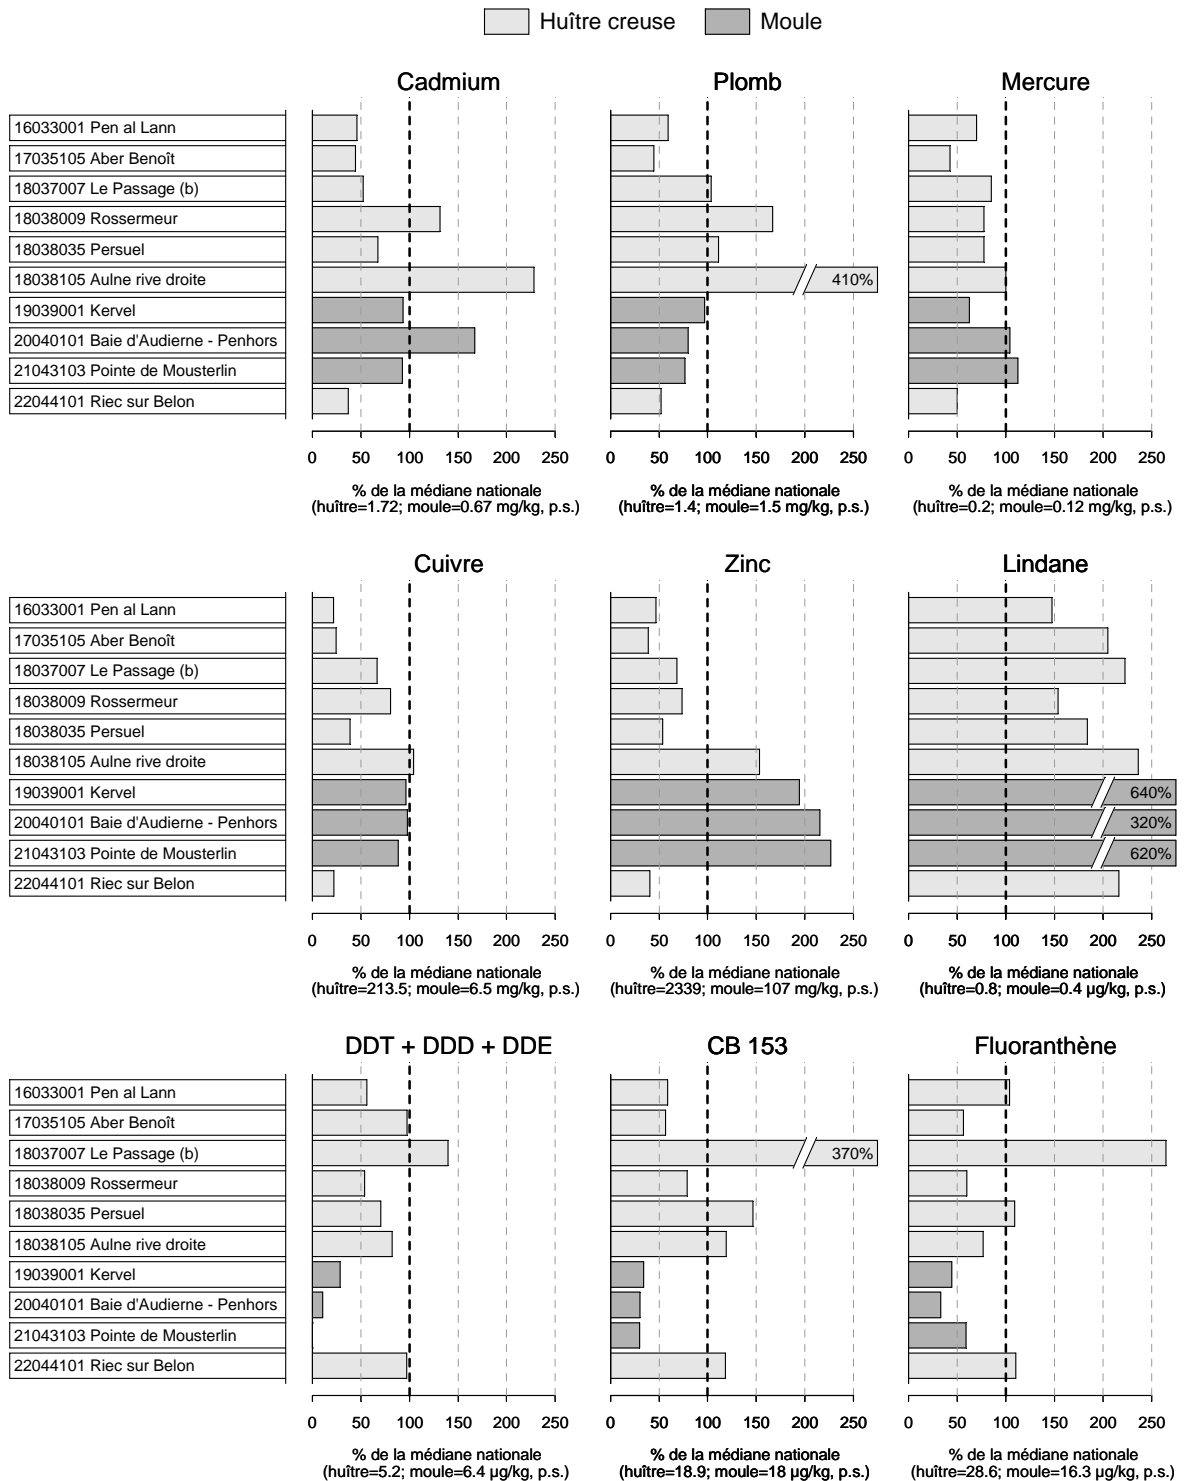 Huître creuse Moule
Cadmium Plomb Mercure
16033001 Pen al Lann
17035105 Aber Benoît
18037007 Le Passage (b)
18038009 Rossermeur
18038035 Persuel
18038105 Aulne rive droite 410%
19039001 Kervel
20040101 Baie d'Audierne - Penhors
21043103 Pointe de Mousterlin
22044101 Riec sur Belon
0 50 100 150 200 250 0 50 100 150 200 250 0 50 100 150 200 250
% de la médiane nationale % de la médiane nationale % de la médiane nationale
(huître=1.72; moule=0.67 mg/kg, p.s.) (huître=1.4; moule=1.5 mg/kg, p.s.) (huître=0.2; moule=0.12 mg/kg, p.s.)
Cuivre Zinc Lindane
16033001 Pen al Lann
17035105 Aber Benoît
18037007 Le Passage (b)
18038009 Rossermeur
18038035 Persuel
18038105 Aulne rive droite
19039001 Kervel 640%
20040101 Baie d'Audierne - Penhors 320%
21043103 Pointe de Mousterlin 620%
22044101 Riec sur Belon
0 50 100 150 200 250 0 50 100 150 200 250 0 50 100 150 200 250
% de la médiane nationale % de la médiane nationale % de la médiane nationale
(huître=213.5; moule=6.5 mg/kg, p.s.) (huître=2339; moule=107 mg/kg, p.s.) (huître=0.8; moule=0.4 µg/kg, p.s.)
DDT + DDD + DDE CB 153 Fluoranthène
16033001 Pen al Lann
17035105 Aber Benoît
18037007 Le Passage (b) 370%
18038009 Rossermeur
18038035 Persuel
18038105 Aulne rive droite
19039001 Kervel
20040101 Baie d'Audierne - Penhors
21043103 Pointe de Mousterlin
22044101 Riec sur Belon
0 50 100 150 200 250 0 50 100 150 200 250 0 50 100 150 200 250
% de la médiane nationale % de la médiane nationale % de la médiane nationale
(huître=5.2; moule=6.4 µg/kg, p.s.) (huître=18.9; moule=18 µg/kg, p.s.) (huître=28.6; moule=16.3 µg/kg, p.s.)